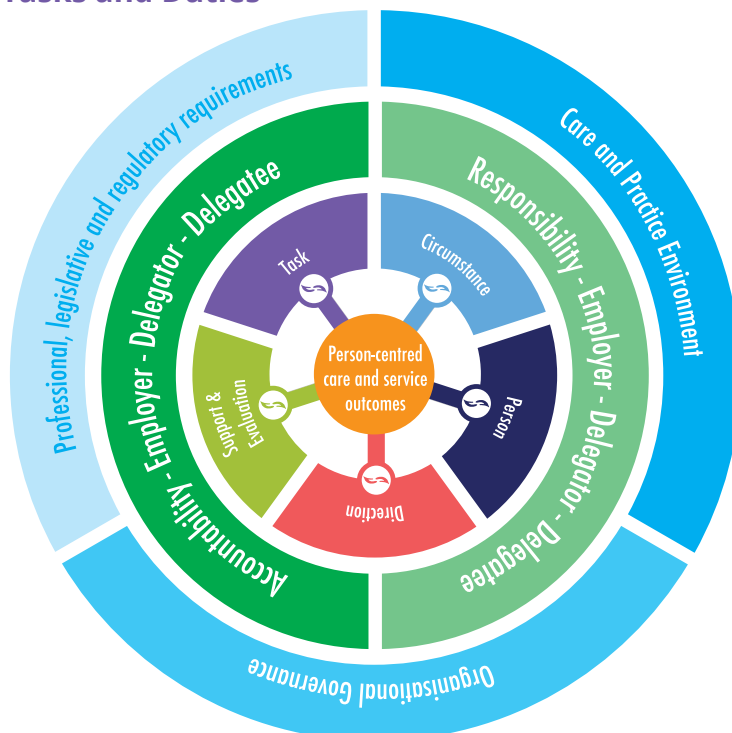 Tasks and Duties
Professional, legislative and regulatory requirements
Care and Practice Environment
Accountability - Employer - Delegator - Delegatee
Responsibility - Employer - Delegator - Delegatee
Task
Circumstance
Person-centred
care and service
outcomes
Support &
Evaluation
Person
Direction
Organisational Governance